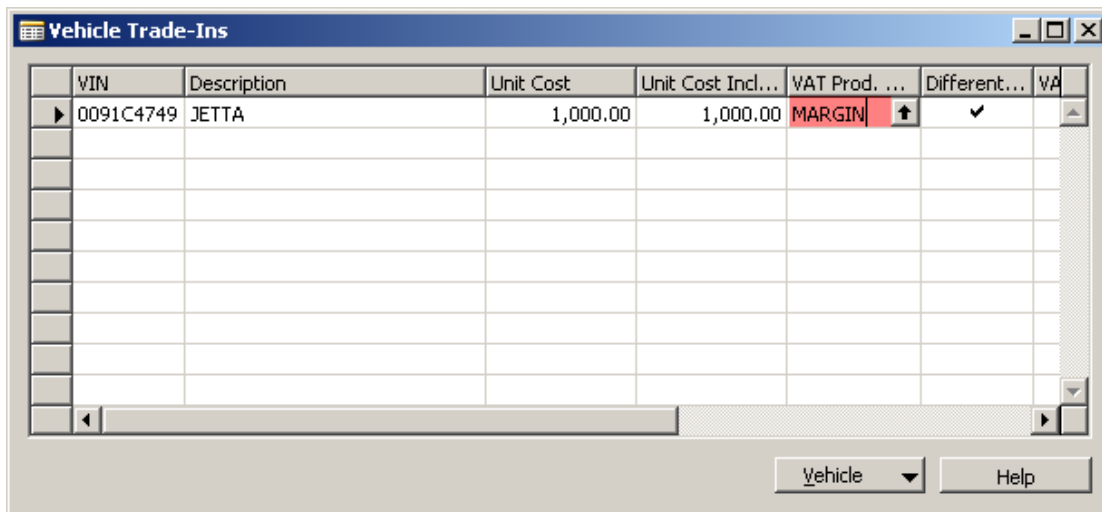 Vehicle Trade-Ins
VIN Description Unit Cost Unit Cost Incl... VAT Prod. ... Different... VA
0091C4749 JETTA 1,000.00 1,000.00 MARGIN
Vehicle Help